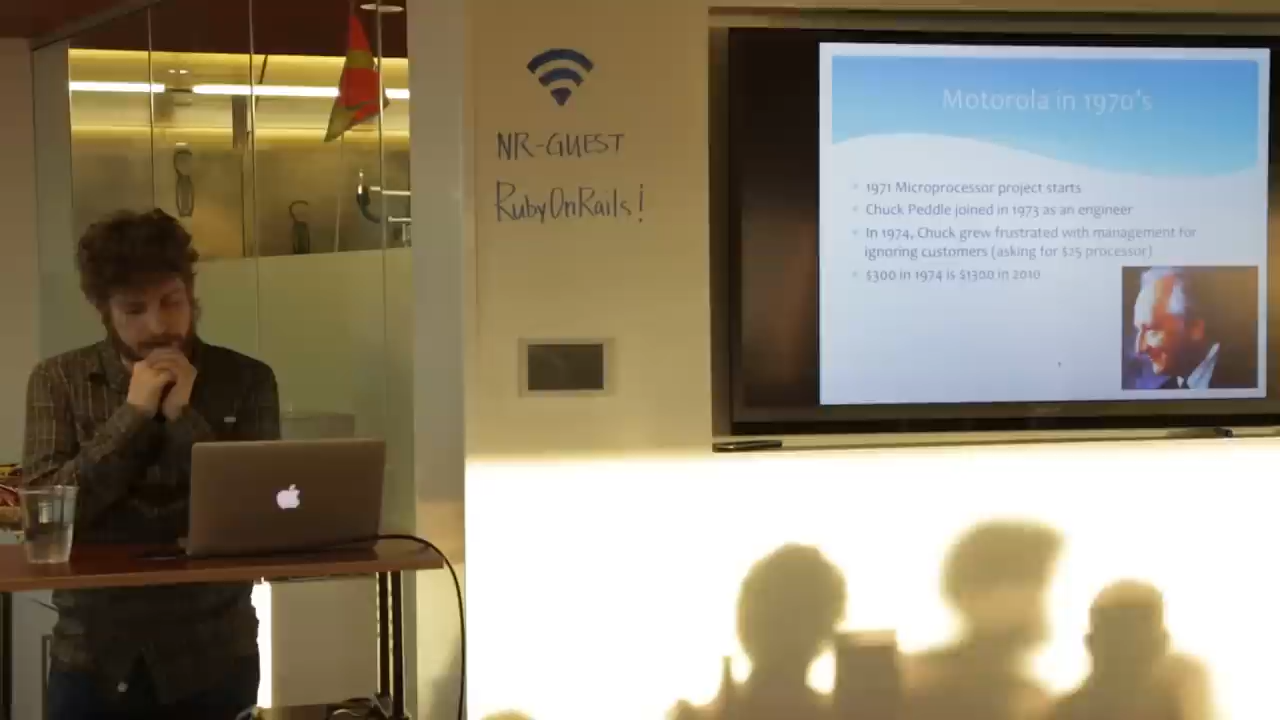 NR-GUEST
RubyOnRails!
Motorola in 1970's
1971 Microprocessor project starts
Chuck Peddle joined in 1973 as an engineer
In 1974, Chuck grew frustrated with management for
ignoring customers (asking for $25 processor)
$300 in 1974 is $1300 in 2010